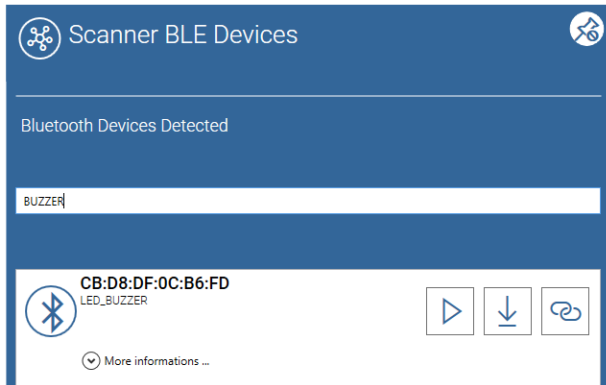 Scanner BLE Devices
Bluetooth Devices Detected
BUZZER
CB:D8:DF:0C:B6:FD
LED_BUZZER
More informations ...